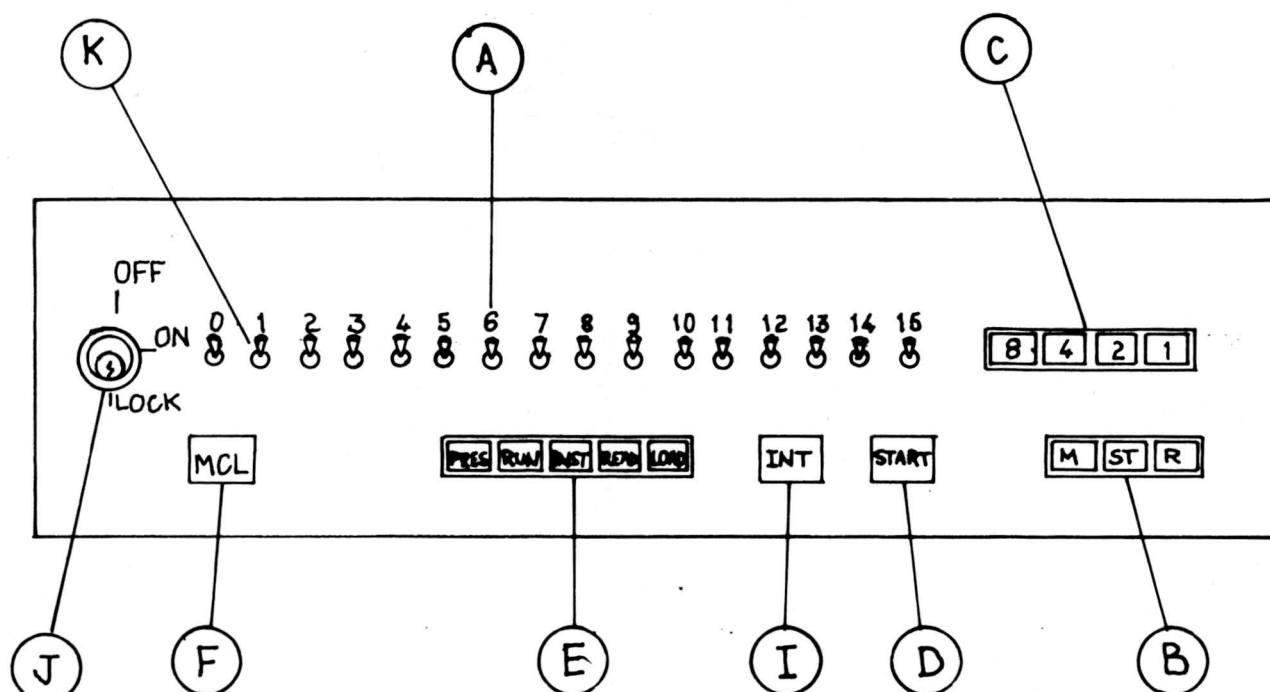 K A C
OFF
0 1 2 3 4 5 6 7 8 9 10 11 12 13 14 15
ON
8 4 2 1
LOCK
MCL PRES RUN INST READ LOAD INT START M ST R
J F E I D B